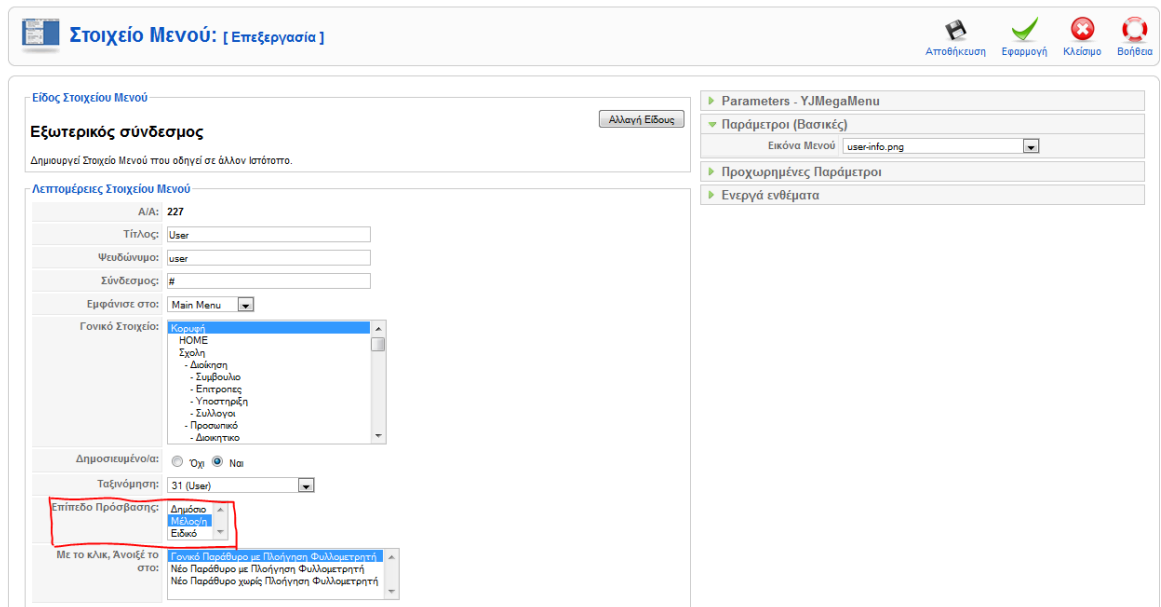 Στοιχείο Μενού: [ Επεξεργασία ]
Αποθήκευση Εφαρμογή Κλείσιμο Βοήθεια
Είδος Στοιχείου Μενού
Αλλαγή Είδους
Εξωτερικός σύνδεσμος
Δημιουργεί Στοιχείο Μενού που οδηγεί σε άλλον Ιστότοπο.
Λεπτομέρειες Στοιχείου Μενού
Α/Α: 227
Τίτλος: User
Ψευδώνυμο: user
Σύνδεσμος: #
Εμφάνισε στο: Main Menu
Γονικό Στοιχείο: Κορυφή
HOME
Σχολη
- Διοίκηση
- Συμβουλιο
- Επιτροπες
- Υποστηριξη
- Συλλογοι
- Προσωπικό
- Διοικητικο
Δημοσιευμένο/α: Όχι Ναι
Ταξινόμηση: 31 (User)
Επίπεδο Πρόσβασης: Δημόσιο
Μέλος/η
Ειδικό
Με το κλικ, Άνοιξέ το στο: Γονικό Παράθυρο με Πλοήγηση Φυλλομετρητή
Νέο Παράθυρο με Πλοήγηση Φυλλομετρητή
Νέο Παράθυρο χωρίς Πλοήγηση Φυλλομετρητή
Parameters - YJMegaMenu
Παράμετροι (Βασικές)
Εικόνα Μενού user-info.png
Προχωρημένες Παράμετροι
Ενεργά ενθέματα